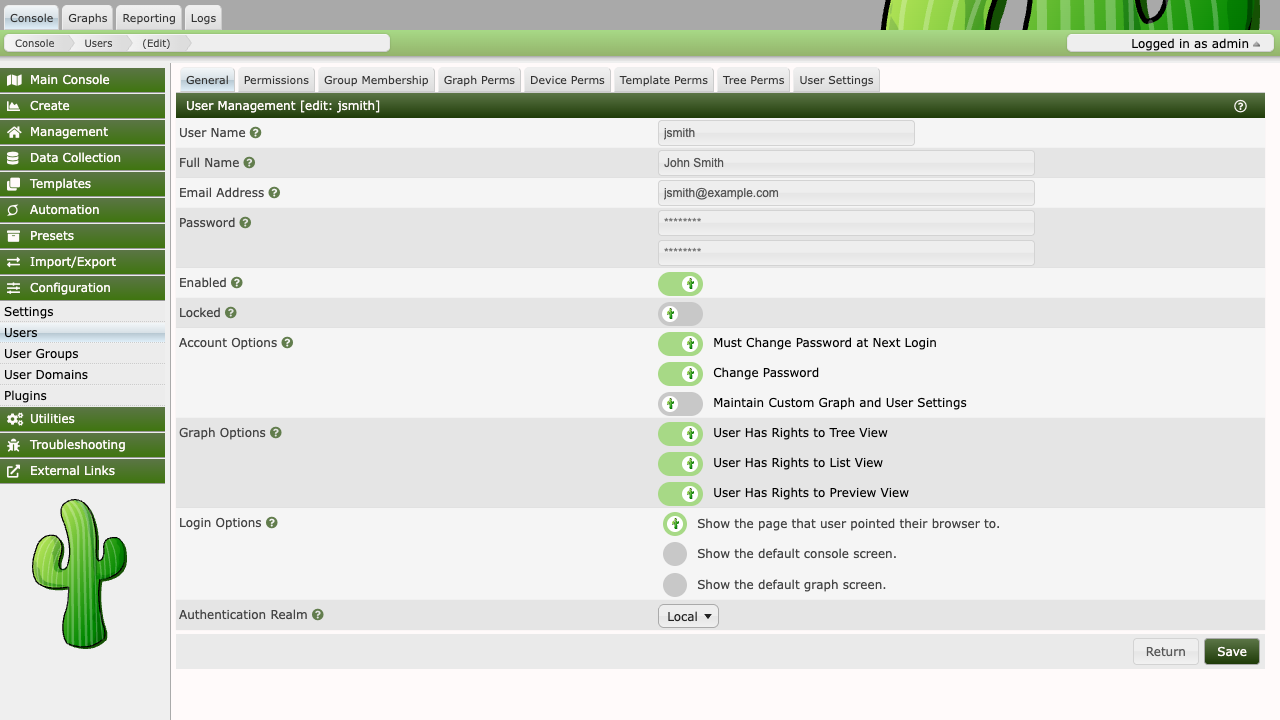 Console Graphs Reporting Logs
Console Users (Edit)
Logged in as admin
Main Console
Create
Management
Data Collection
Templates
Automation
Presets
Import/Export
Configuration
Settings
Users
User Groups
User Domains
Plugins
Utilities
Troubleshooting
External Links
General Permissions Group Membership Graph Perms Device Perms Template Perms Tree Perms User Settings
User Management [edit: jsmith]
User Name jsmith
Full Name John Smith
Email Address jsmith@example.com
Password ********
********
Enabled
Locked
Account Options Must Change Password at Next Login
Change Password
Maintain Custom Graph and User Settings
Graph Options User Has Rights to Tree View
User Has Rights to List View
User Has Rights to Preview View
Login Options Show the page that user pointed their browser to.
Show the default console screen.
Show the default graph screen.
Authentication Realm Local
Return Save